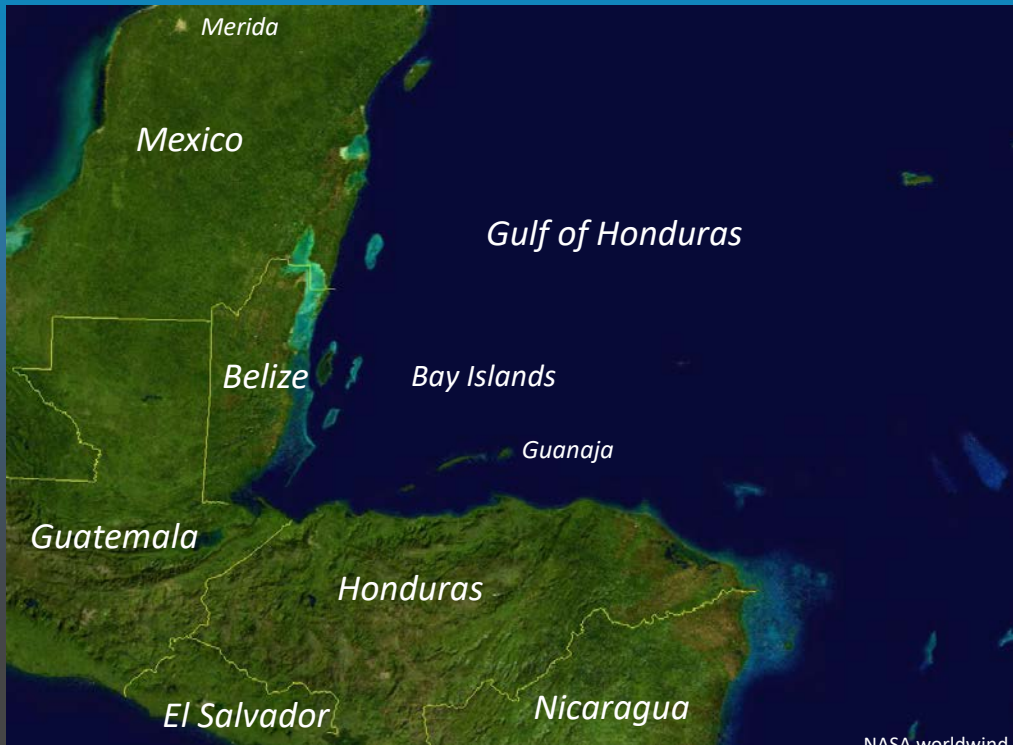 Merida
Mexico
Gulf of Honduras
Belize
Bay Islands
Guanaja
Guatemala
Honduras
El Salvador
Nicaragua
NASA worldwind